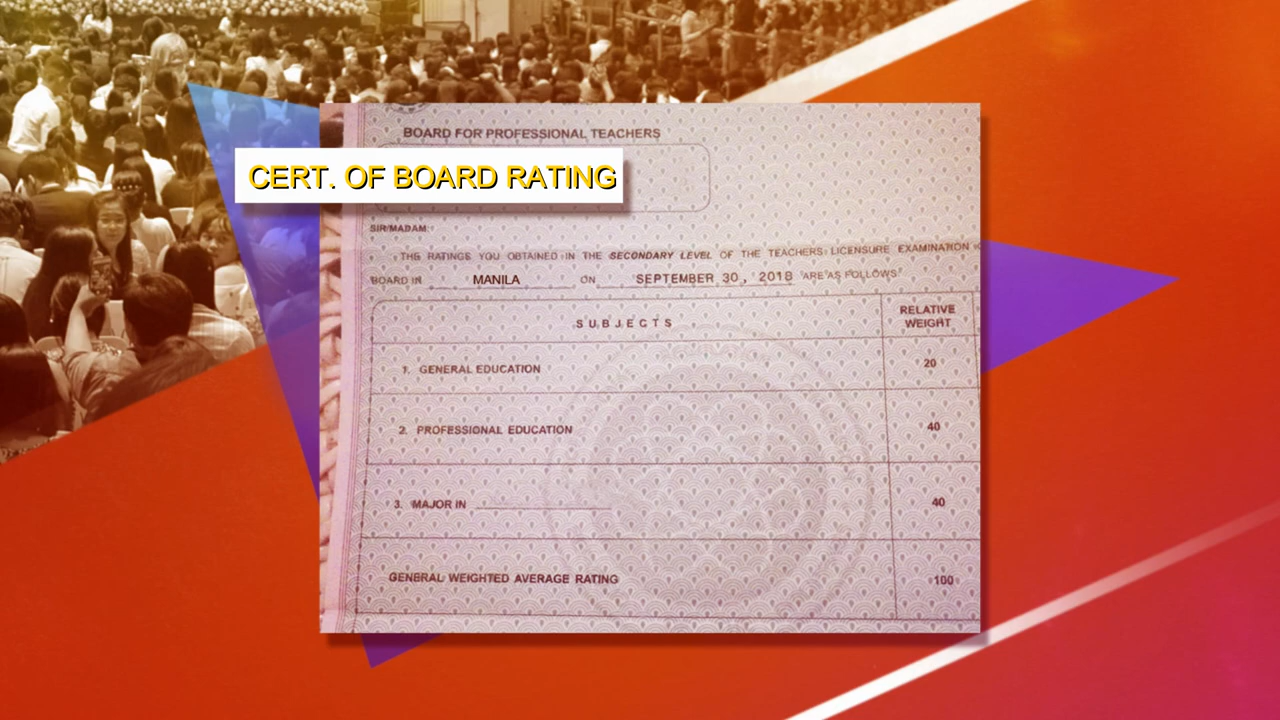 BOARD FOR PROFESSIONAL TEACHERS
CERT. OF BOARD RATING
SIR/MADAM:
THE RATINGS YOU OBTAINED IN THE SECONDARY LEVEL OF THE TEACHERS LICENSURE EXAMINATION
BOARD IN MANILA ON SEPTEMBER 30, 2018 ARE AS FOLLOWS:
SUBJECTS RELATIVE WEIGHT
1. GENERAL EDUCATION 20
2. PROFESSIONAL EDUCATION 40
3. MAJOR IN 40
GENERAL WEIGHTED AVERAGE RATING 100